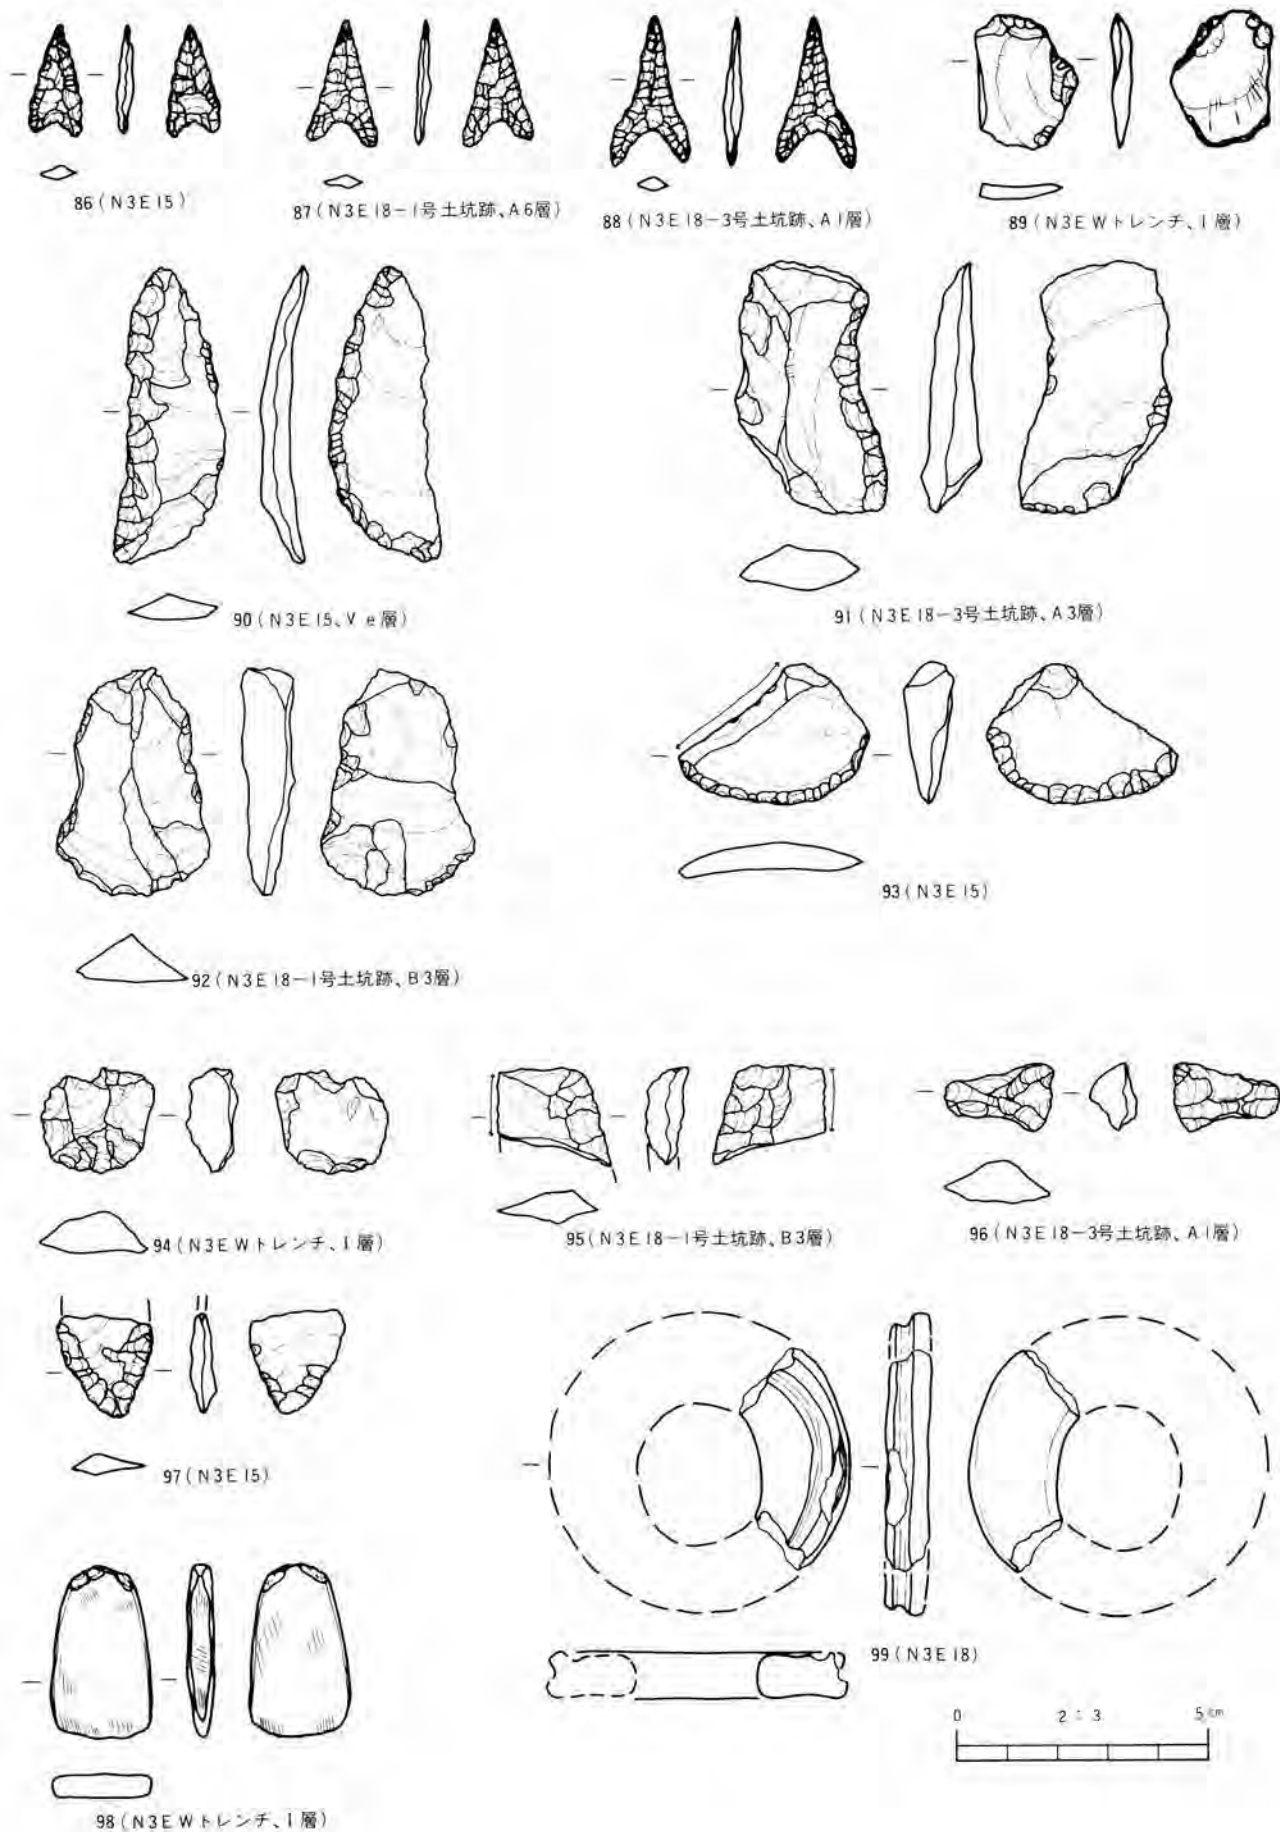 86(N3E15)
87(N3E18-1号土坑跡、A6層)
88(N3E18-3号土坑跡、A1層)
89(N3EWトレンチ、I層)
90(N3E15、Ve層)
91(N3E18-3号土坑跡、A3層)
92(N3E18-1号土坑跡、B3層)
93(N3E15)
94(N3EWトレンチ、I層)
95(N3E18-1号土坑跡、B3層)
96(N3E18-3号土坑跡、A1層)
97(N3E15)
99(N3E18)
0 2:3 5cm
98(N3EWトレンチ、I層)